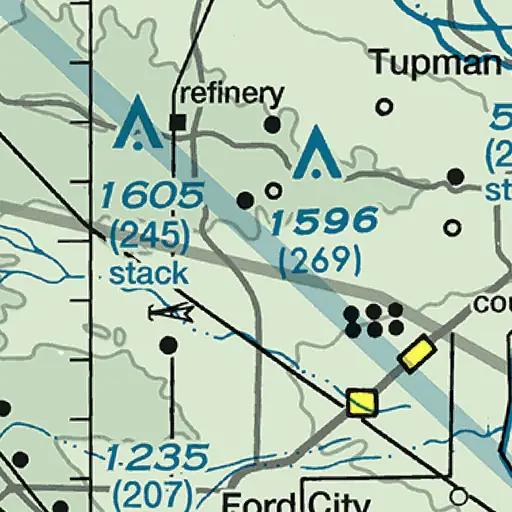 Tupman
refinery
1605
(245)
stack
1596
(269)
1235
(207)
Ford City